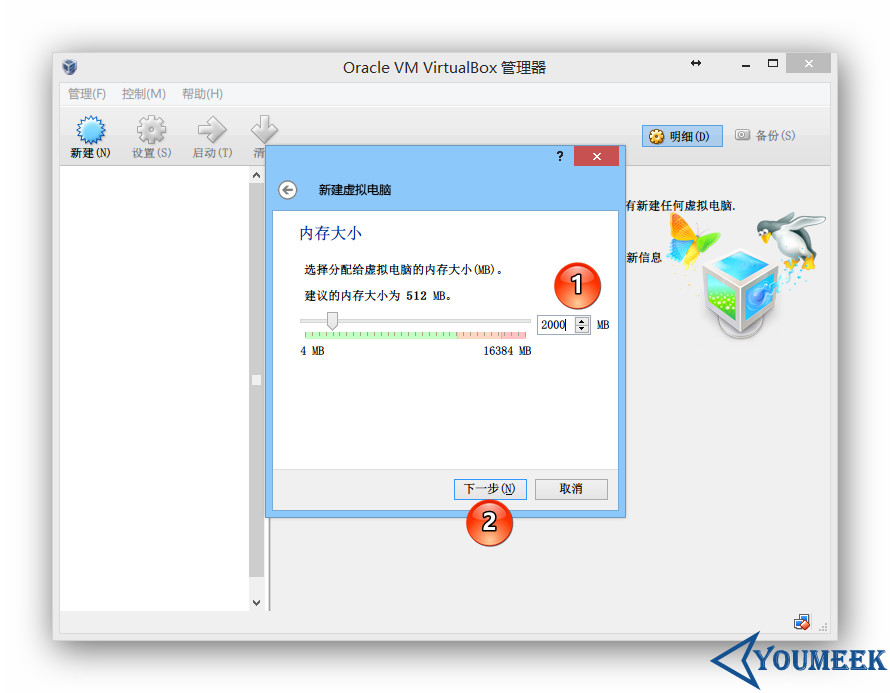 Oracle VM VirtualBox 管理器
管理(F) 控制(M) 帮助(H)
新建(N) 设置(S) 启动(T) 清
明细(D) 备份(S)
?
新建虚拟电脑
有新建任何虚拟电脑.
新信息
内存大小
选择分配给虚拟电脑的内存大小(MB)。
建议的内存大小为 512 MB。
1
2000 MB
4 MB 16384 MB
下一步(N) 取消
2
YOUMEEK